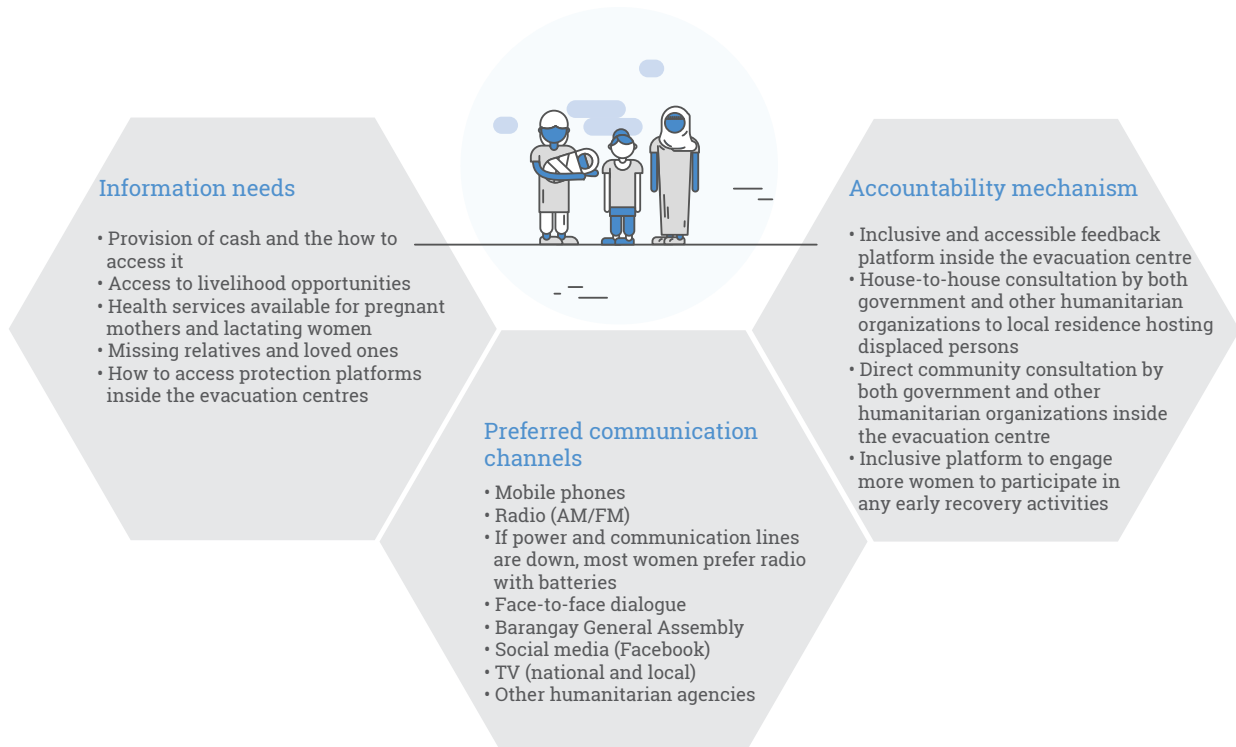 Information needs
• Provision of cash and the how to
access it
• Access to livelihood opportunities
• Health services available for pregnant
mothers and lactating women
• Missing relatives and loved ones
• How to access protection platforms
inside the evacuation centres
Preferred communication
channels
• Mobile phones
• Radio (AM/FM)
• If power and communication lines
are down, most women prefer radio
with batteries
• Face-to-face dialogue
• Barangay General Assembly
• Social media (Facebook)
• TV (national and local)
• Other humanitarian agencies
Accountability mechanism
• Inclusive and accessible feedback
platform inside the evacuation centre
• House-to-house consultation by both
government and other humanitarian
organizations to local residence hosting
displaced persons
• Direct community consultation by
both government and other
humanitarian organizations inside
the evacuation centre
• Inclusive platform to engage
more women to participate in
any early recovery activities